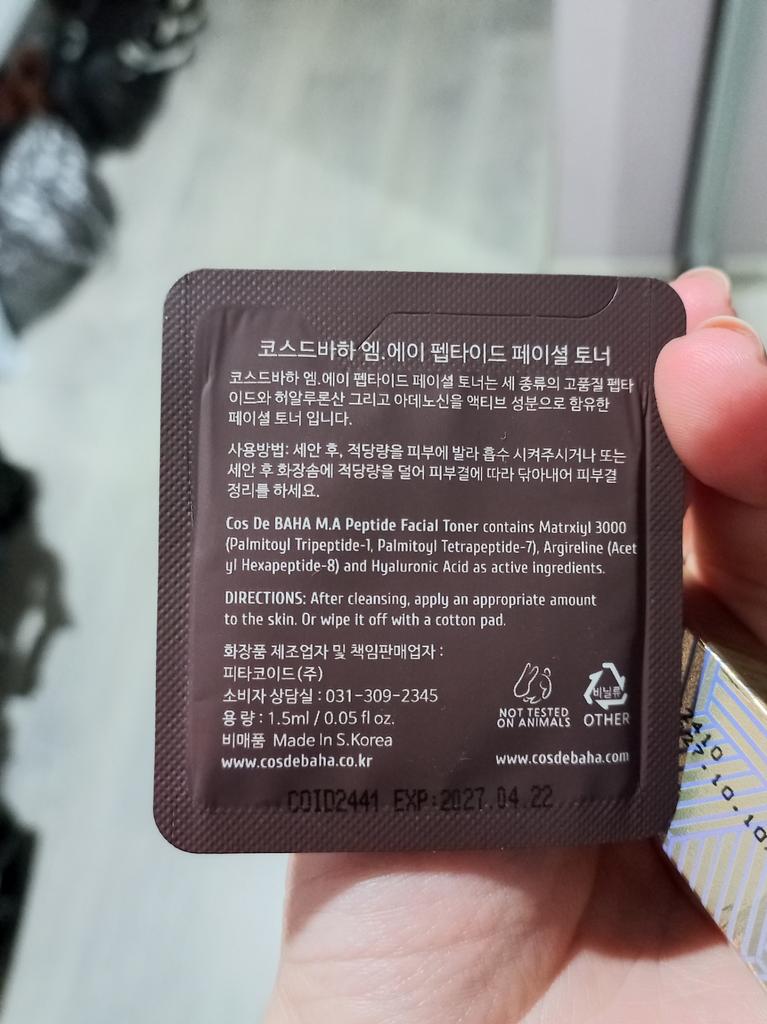 코스드바하 엠.에이 펩타이드 페이셜 토너
코스드바하 엠.에이 펩타이드 페이셜 토너는 세 종류의 고품질 펩타
이드와 허알루론산 그리고 아데노신을 액티브 성분으로 함유한
페이셜 토너 입니다.
사용방법: 세안 후, 적당량을 피부에 발라 흡수 시켜주시거나 또는
세안 후 화장솜에 적당량을 덜어 피부결에 따라 닦아내어 피부결
정리를 하세요.
Cos De BAHA M.A Peptide Facial Toner contains Matrxiyl 3000
(Palmitoyl Tripeptide-1, Palmitoyl Tetrapeptide-7), Argireline (Acet
yl Hexapeptide-8) and Hyaluronic Acid as active ingredients.
DIRECTIONS: After cleansing, apply an appropriate amount
to the skin. Or wipe it off with a cotton pad.
화장품 제조업자 및 책임판매업자 :
피타코이드(주)
소비자 상담실 : 031-309-2345
용 량 : 1.5ml / 0.05 fl oz.
비매품 Made In S.Korea
www.cosdebaha.co.kr
NOT TESTED
ON ANIMALS
비닐류
OTHER
www.cosdebaha.com
COID2441 EXP:2027.04.22